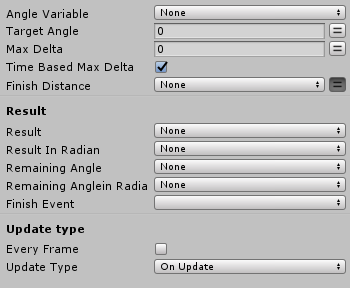 Angle Variable None
Target Angle 0
Max Delta 0
Time Based Max Delta
Finish Distance None
Result
Result None
Result In Radian None
Remaining Angle None
Remaining Anglein Radia None
Finish Event
Update type
Every Frame
Update Type On Update